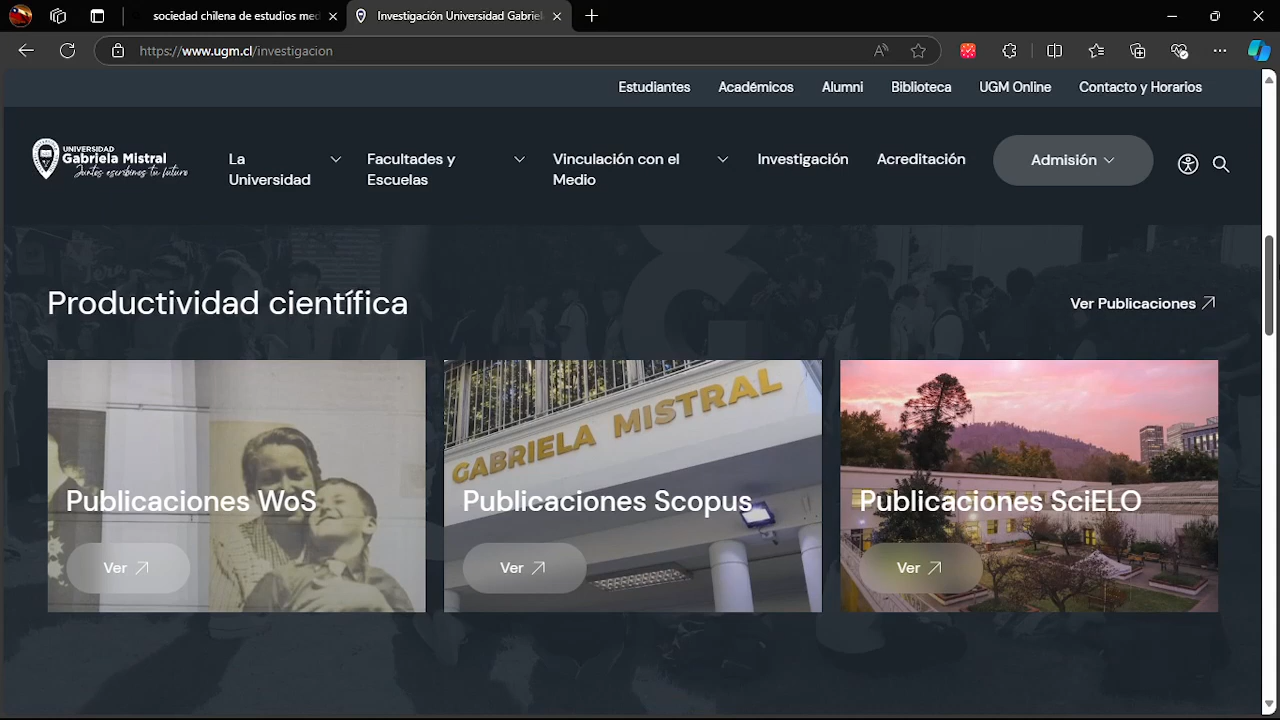 sociedad chilena de estudios med
Investigación Universidad Gabriel
https://www.ugm.cl/investigacion
Estudiantes
Académicos
Alumni
Biblioteca
UGM Online
Contacto y Horarios
UNIVERSIDAD
Gabriela Mistral
Juntos escribimos tu futuro
La
Universidad
Facultades y
Escuelas
Vinculación con el
Medio
Investigación
Acreditación
Admisión
Productividad científica
Ver Publicaciones
GABRIELA MISTRAL
Publicaciones WoS
Publicaciones Scopus
Publicaciones SciELO
Ver
Ver
Ver